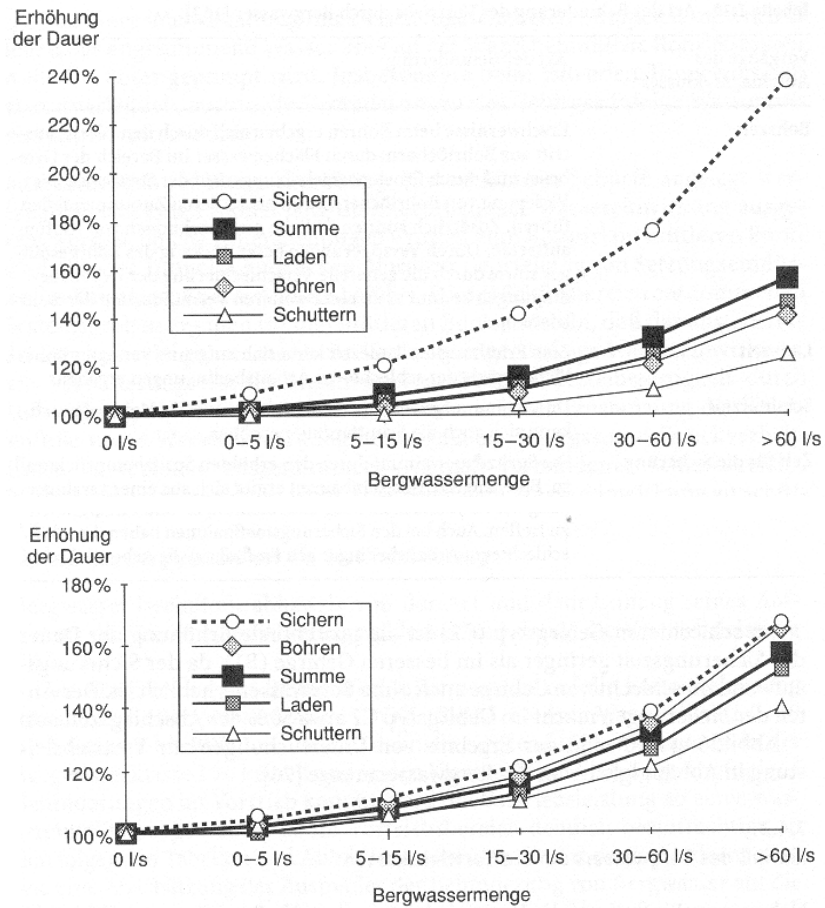 Erhöhung
der Dauer
240%
220%
200%
180%
160%
140%
120%
100%
Sichern
Summe
Laden
Bohren
Schuttern
0 l/s
0–5 l/s
5–15 l/s
15–30 l/s
30–60 l/s
>60 l/s
Bergwassermenge
Erhöhung
der Dauer
180%
160%
140%
120%
100%
Sichern
Bohren
Summe
Laden
Schuttern
0 l/s
0–5 l/s
5–15 l/s
15–30 l/s
30–60 l/s
>60 l/s
Bergwassermenge